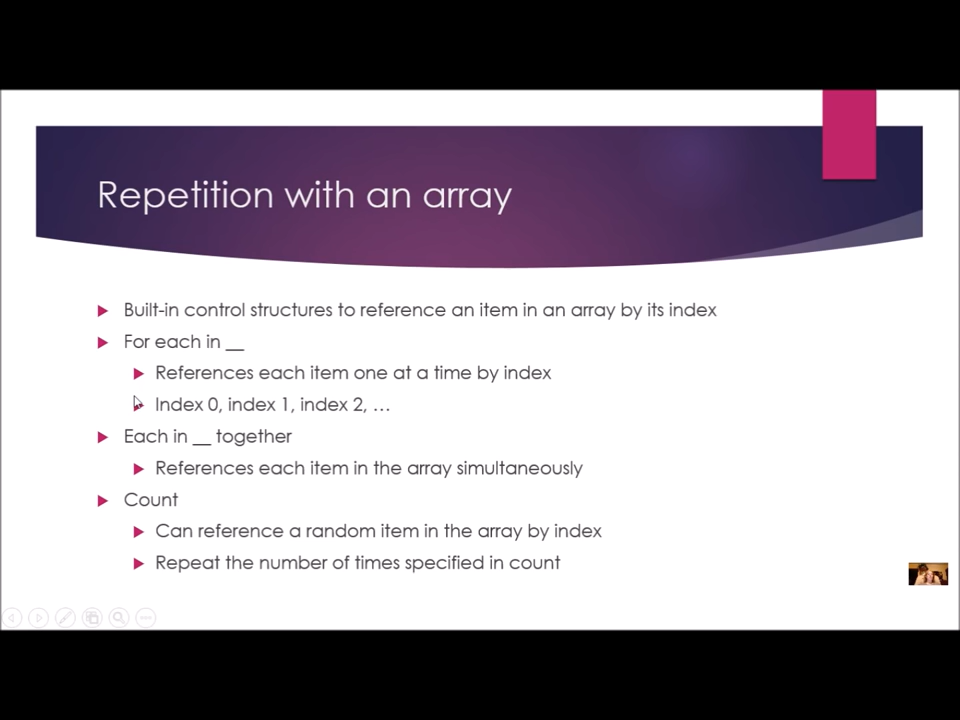 Repetition with an array
Built-in control structures to reference an item in an array by its index
For each in __
References each item one at a time by index
Index 0, index 1, index 2, …
Each in __ together
References each item in the array simultaneously
Count
Can reference a random item in the array by index
Repeat the number of times specified in count